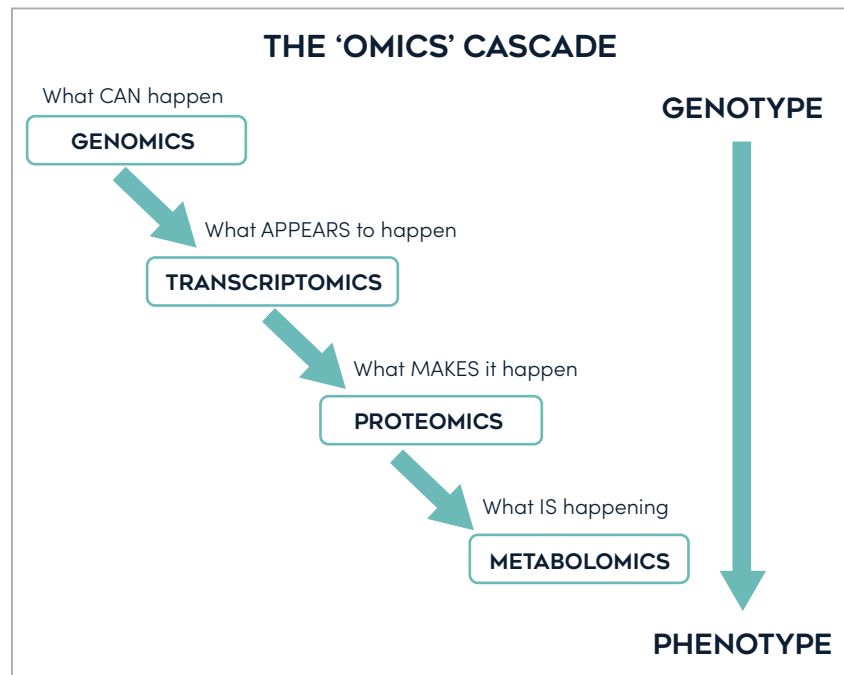 THE ‘OMICS’ CASCADE
What CAN happen
GENOTYPE
GENOMICS
What APPEARS to happen
TRANSCRIPTOMICS
What MAKES it happen
PROTEOMICS
What IS happening
METABOLOMICS
PHENOTYPE